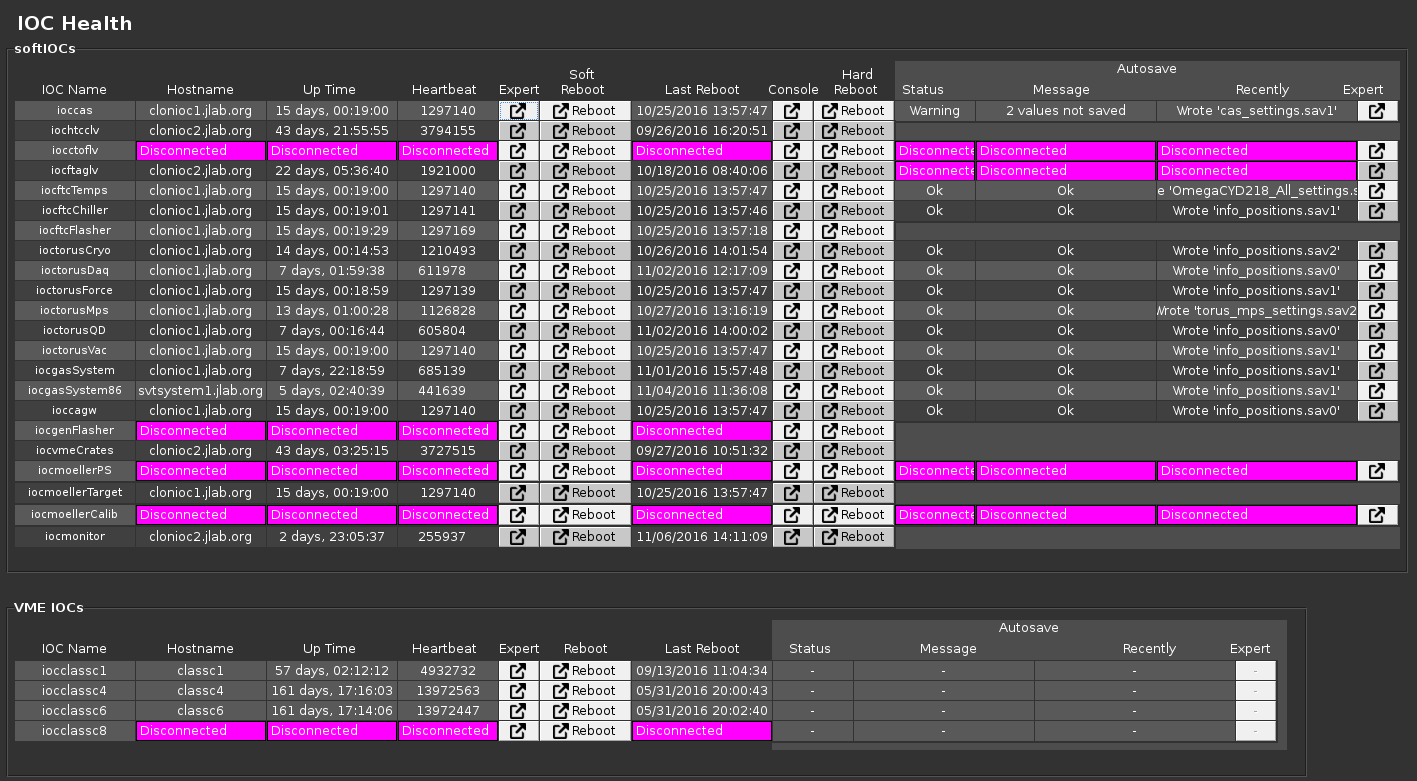 IOC Health
softIOCs
Autosave
Soft Hard
IOC Name Hostname Up Time Heartbeat Expert Reboot Last Reboot Console Reboot Status Message Recently Expert
ioccas clonioc1.jlab.org 15 days, 00:19:00 1297140 Reboot 10/25/2016 13:57:47 Reboot Warning 2 values not saved Wrote 'cas_settings.sav1'
iochtcclv clonioc2.jlab.org 43 days, 21:55:55 3794155 Reboot 09/26/2016 16:20:51 Reboot
iocctoflv Disconnected Disconnected Disconnected Reboot Disconnected Reboot Disconnecte Disconnected Disconnected
iocftaglv clonioc2.jlab.org 22 days, 05:36:40 1921000 Reboot 10/18/2016 08:40:06 Reboot Disconnecte Disconnected Disconnected
iocftcTemps clonioc1.jlab.org 15 days, 00:19:00 1297140 Reboot 10/25/2016 13:57:47 Reboot Ok Ok e 'OmegaCYD218_All_settings.s
iocftcChiller clonioc1.jlab.org 15 days, 00:19:01 1297141 Reboot 10/25/2016 13:57:46 Reboot Ok Ok Wrote 'info_positions.sav1'
iocftcFlasher clonioc1.jlab.org 15 days, 00:19:29 1297169 Reboot 10/25/2016 13:57:18 Reboot
ioctorusCryo clonioc1.jlab.org 14 days, 00:14:53 1210493 Reboot 10/26/2016 14:01:54 Reboot Ok Ok Wrote 'info_positions.sav2'
ioctorusDaq clonioc1.jlab.org 7 days, 01:59:38 611978 Reboot 11/02/2016 12:17:09 Reboot Ok Ok Wrote 'info_positions.sav0'
ioctorusForce clonioc1.jlab.org 15 days, 00:18:59 1297139 Reboot 10/25/2016 13:57:47 Reboot Ok Ok Wrote 'info_positions.sav1'
ioctorusMps clonioc1.jlab.org 13 days, 01:00:28 1126828 Reboot 10/27/2016 13:16:19 Reboot Ok Ok Wrote 'torus_mps_settings.sav2
ioctorusQD clonioc1.jlab.org 7 days, 00:16:44 605804 Reboot 11/02/2016 14:00:02 Reboot Ok Ok Wrote 'info_positions.sav0'
ioctorusVac clonioc1.jlab.org 15 days, 00:19:00 1297140 Reboot 10/25/2016 13:57:47 Reboot Ok Ok Wrote 'info_positions.sav1'
iocgasSystem clonioc1.jlab.org 7 days, 22:18:59 685139 Reboot 11/01/2016 15:57:48 Reboot Ok Ok Wrote 'info_positions.sav1'
iocgasSystem86 svtsystem1.jlab.org 5 days, 02:40:39 441639 Reboot 11/04/2016 11:36:08 Reboot Ok Ok Wrote 'info_positions.sav1'
ioccagw clonioc1.jlab.org 15 days, 00:19:00 1297140 Reboot 10/25/2016 13:57:47 Reboot Ok Ok Wrote 'info_positions.sav0'
iocgenFlasher Disconnected Disconnected Disconnected Reboot Disconnected Reboot
iocvmeCrates clonioc2.jlab.org 43 days, 03:25:15 3727515 Reboot 09/27/2016 10:51:32 Reboot
iocmoellerPS Disconnected Disconnected Disconnected Reboot Disconnected Reboot Disconnecte Disconnected Disconnected
iocmoellerTarget clonioc1.jlab.org 15 days, 00:19:00 1297140 Reboot 10/25/2016 13:57:47 Reboot
iocmoellerCalib Disconnected Disconnected Disconnected Reboot Disconnected Reboot Disconnecte Disconnected Disconnected
iocmonitor clonioc2.jlab.org 2 days, 23:05:37 255937 Reboot 11/06/2016 14:11:09 Reboot
VME IOCs
Autosave
IOC Name Hostname Up Time Heartbeat Expert Reboot Last Reboot Status Message Recently Expert
iocclassc1 classc1 57 days, 02:12:12 4932732 Reboot 09/13/2016 11:04:34 - - - -
iocclassc4 classc4 161 days, 17:16:03 13972563 Reboot 05/31/2016 20:00:43 - - - -
iocclassc6 classc6 161 days, 17:14:06 13972447 Reboot 05/31/2016 20:02:40 - - - -
iocclassc8 Disconnected Disconnected Disconnected Reboot Disconnected - - - -